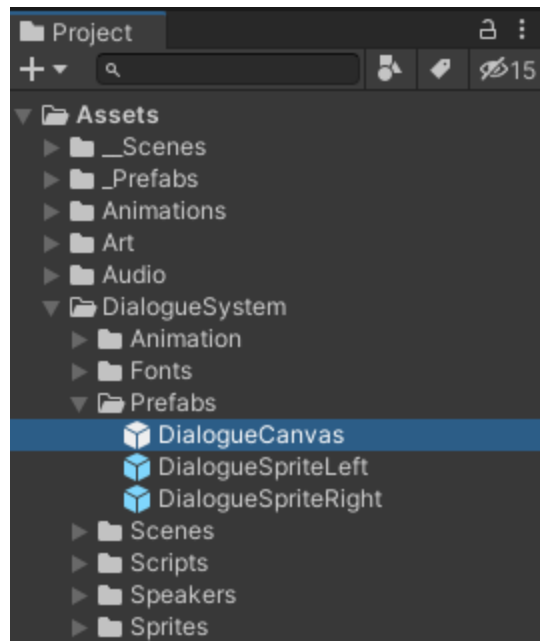 Project
15
Assets
__Scenes
_Prefabs
Animations
Art
Audio
DialogueSystem
Animation
Fonts
Prefabs
DialogueCanvas
DialogueSpriteLeft
DialogueSpriteRight
Scenes
Scripts
Speakers
Sprites